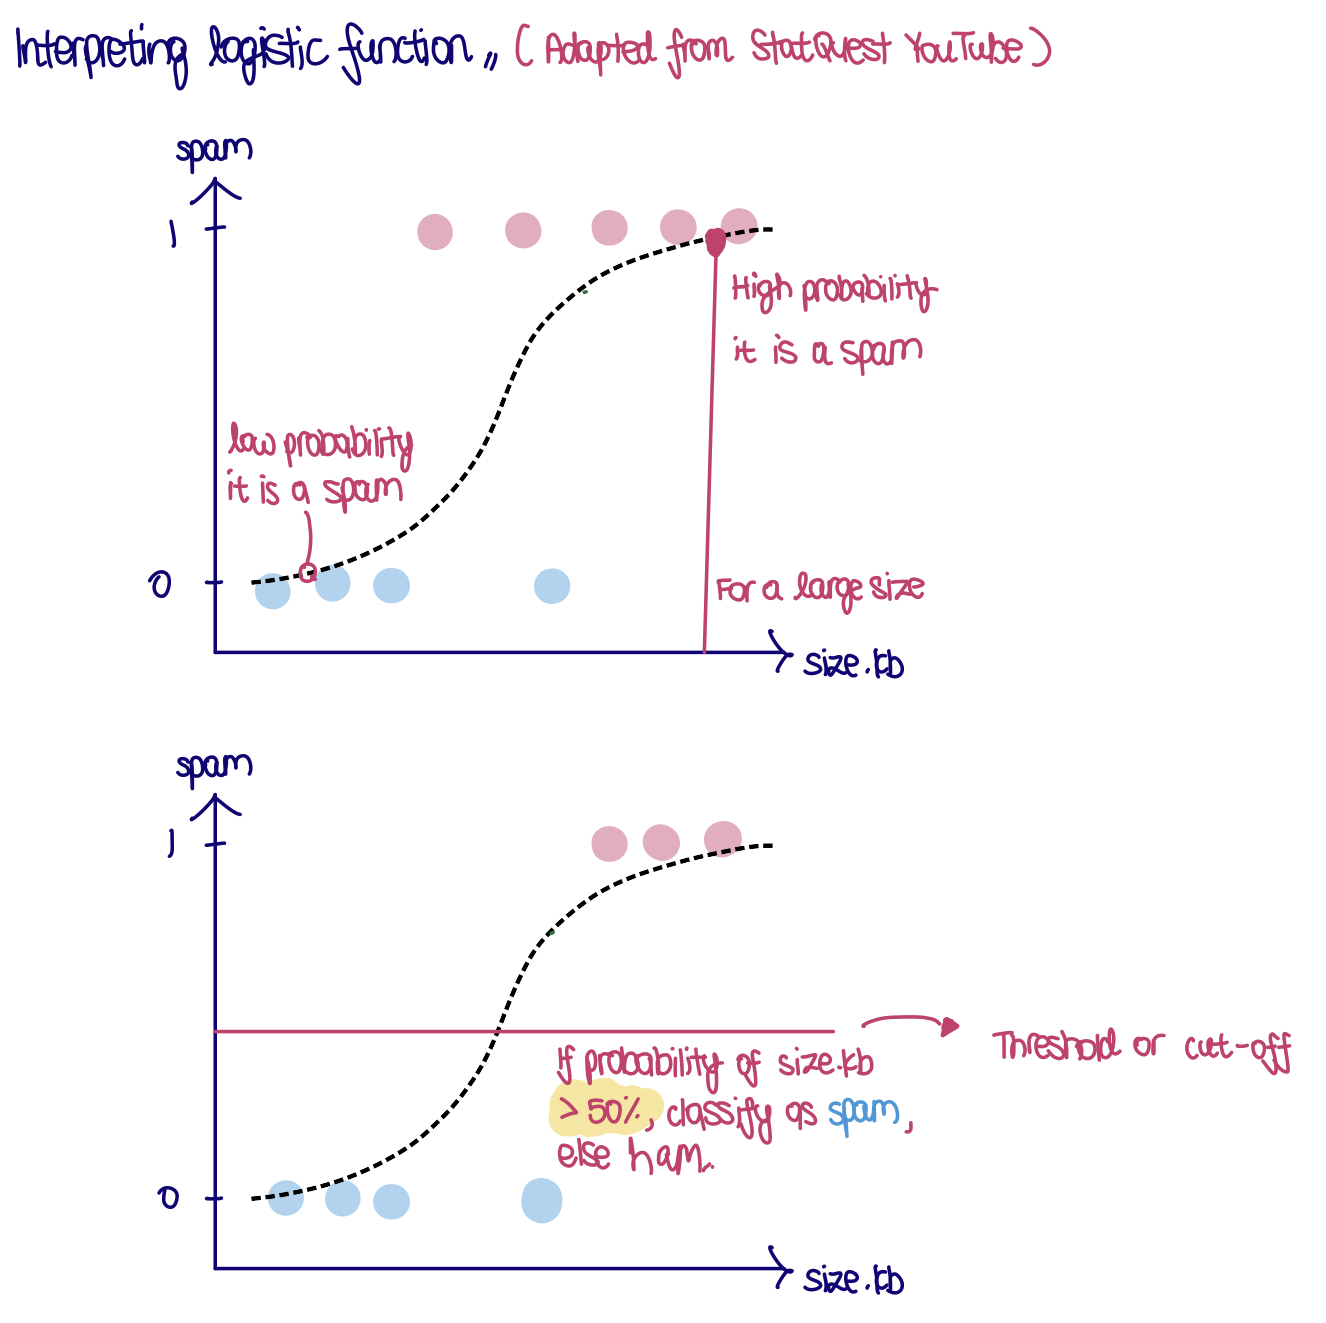 Interpreting logistic function,, (Adapted from StatQuest YouTube)
spam
1
High probability
it is a spam
low probability
it is a spam
0
For a large size
size.kb
spam
1
Threshold or cut-off
If probability of size.kb
> 50%, classify as spam,
else ham.
0
size.kb